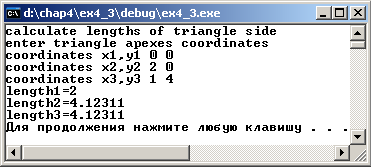 d:\chap4\ex4_3\debug\ex4_3.exe
calculate lengths of triangle side
enter triangle apexes coordinates
coordinates x1,y1 0 0
coordinates x2,y2 2 0
coordinates x3,y3 1 4
length1=2
length2=4.12311
length3=4.12311
Для продолжения нажмите любую клавишу . . .